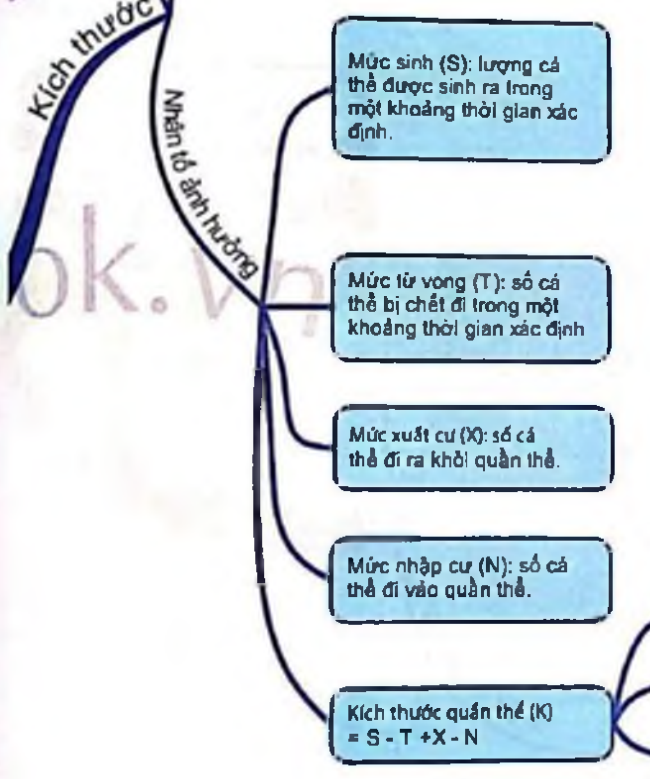 Kích thước
Nhân tố ảnh hưởng
Mức sinh (S): lượng cá
thể được sinh ra trong
một khoảng thời gian xác
định.
ok.vn
Mức tử vong (T): số cá
thể bị chết đi trong một
khoảng thời gian xác định
Mức xuất cư (X): số cá
thể đi ra khỏi quần thể.
Mức nhập cư (N): số cá
thể đi vào quần thể.
Kích thước quần thể (K)
= S - T +X - N